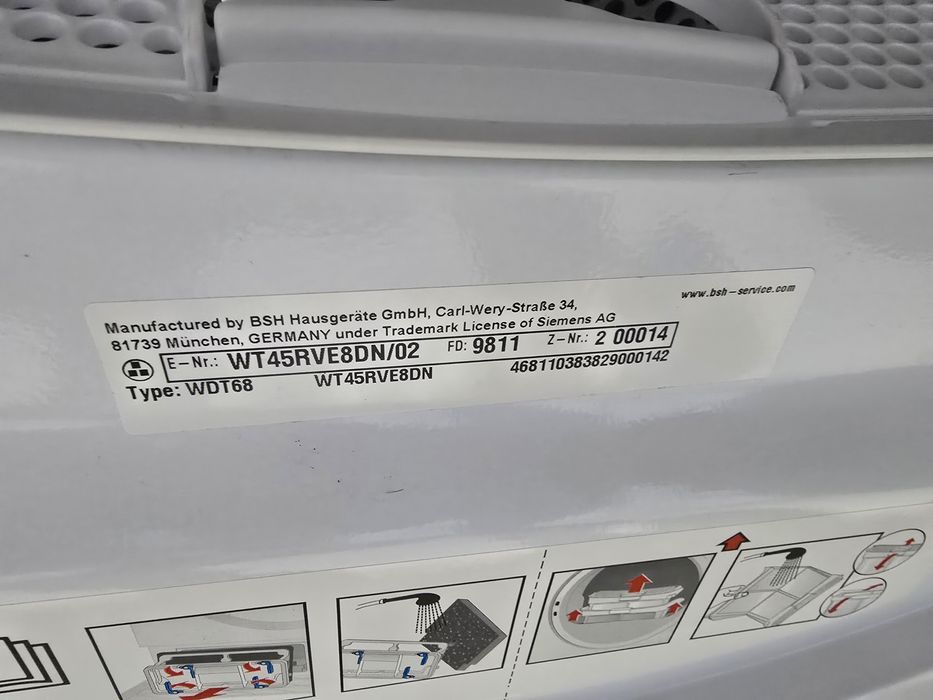 www.bsh-service.com
Manufactured by BSH Hausgeräte GmbH, Carl-Wery-Straße 34,
81739 München, GERMANY under Trademark License of Siemens AG
E-Nr.: WT45RVE8DN/02 FD: 9811 Z-Nr.: 2 00014
Type: WDT68 WT45RVE8DN 468110383829000142